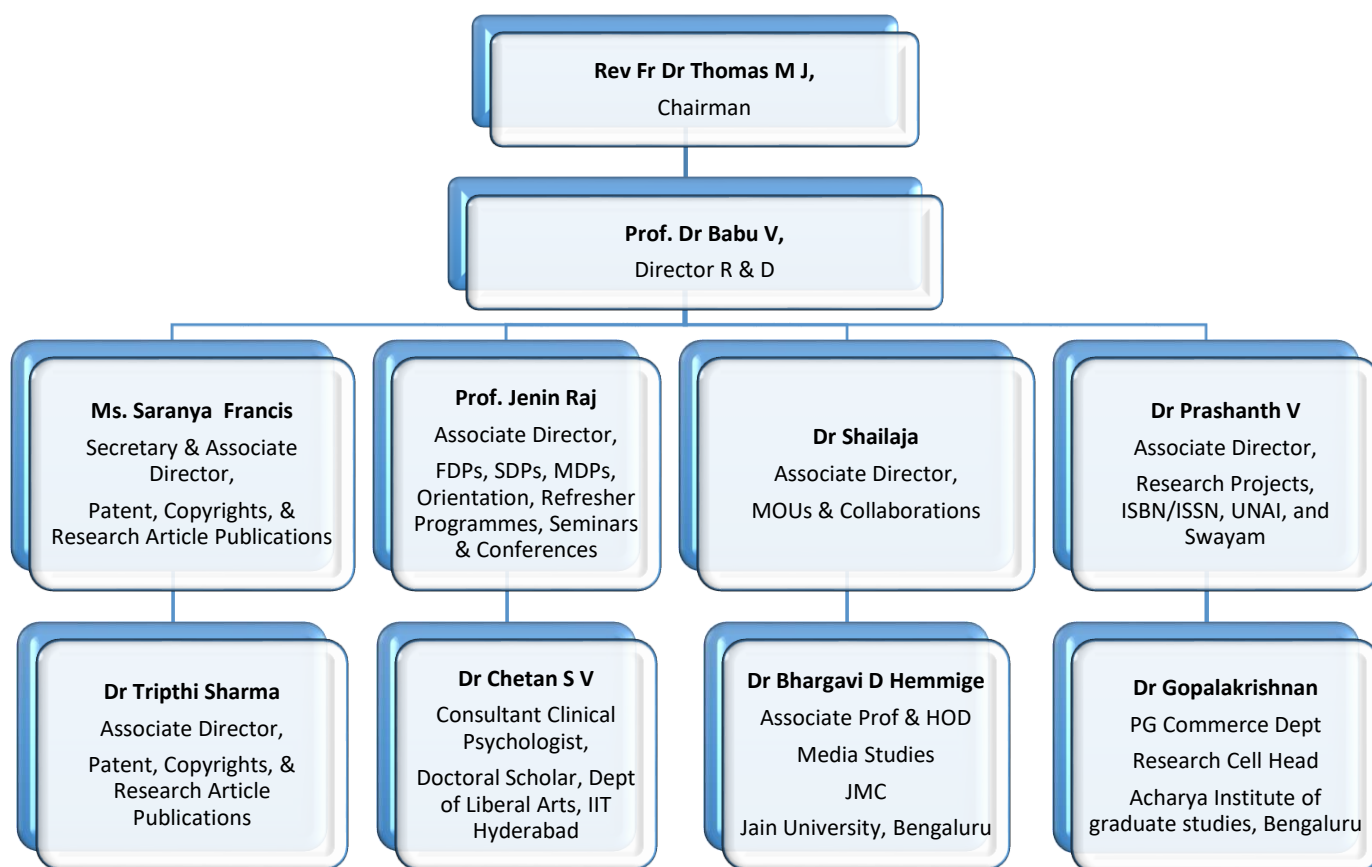 Rev Fr Dr Thomas M J,
Chairman
Prof. Dr Babu V,
Director R & D
Ms. Saranya Francis
Secretary & Associate
Director,
Patent, Copyrights, &
Research Article Publications
Prof. Jenin Raj
Associate Director,
FDPs, SDPs, MDPs,
Orientation, Refresher
Programmes, Seminars
& Conferences
Dr Shailaja
Associate Director,
MOUs & Collaborations
Dr Prashanth V
Associate Director,
Research Projects,
ISBN/ISSN, UNAI, and
Swayam
Dr Tripthi Sharma
Associate Director,
Patent, Copyrights, &
Research Article
Publications
Dr Chetan S V
Consultant Clinical
Psychologist,
Doctoral Scholar, Dept
of Liberal Arts, IIT
Hyderabad
Dr Bhargavi D Hemmige
Associate Prof & HOD
Media Studies
JMC
Jain University, Bengaluru
Dr Gopalakrishnan
PG Commerce Dept
Research Cell Head
Acharya Institute of
graduate studies, Bengaluru